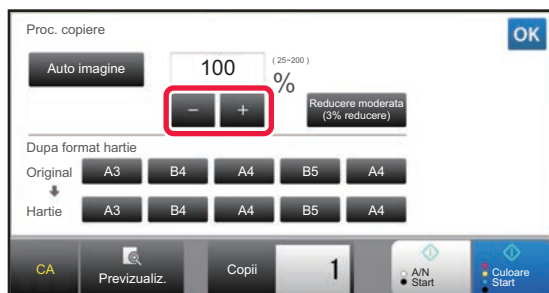 Proc. copiere
OK
Auto imagine
100
(25~200)
%
− +
Reducere moderata
(3% reducere)
Dupa format hartie
Original A3 B4 A4 B5 A4
Hartie A3 B4 A4 B5 A4
CA
Previzualiz.
Copii
1
A/N
Start
Culoare
Start